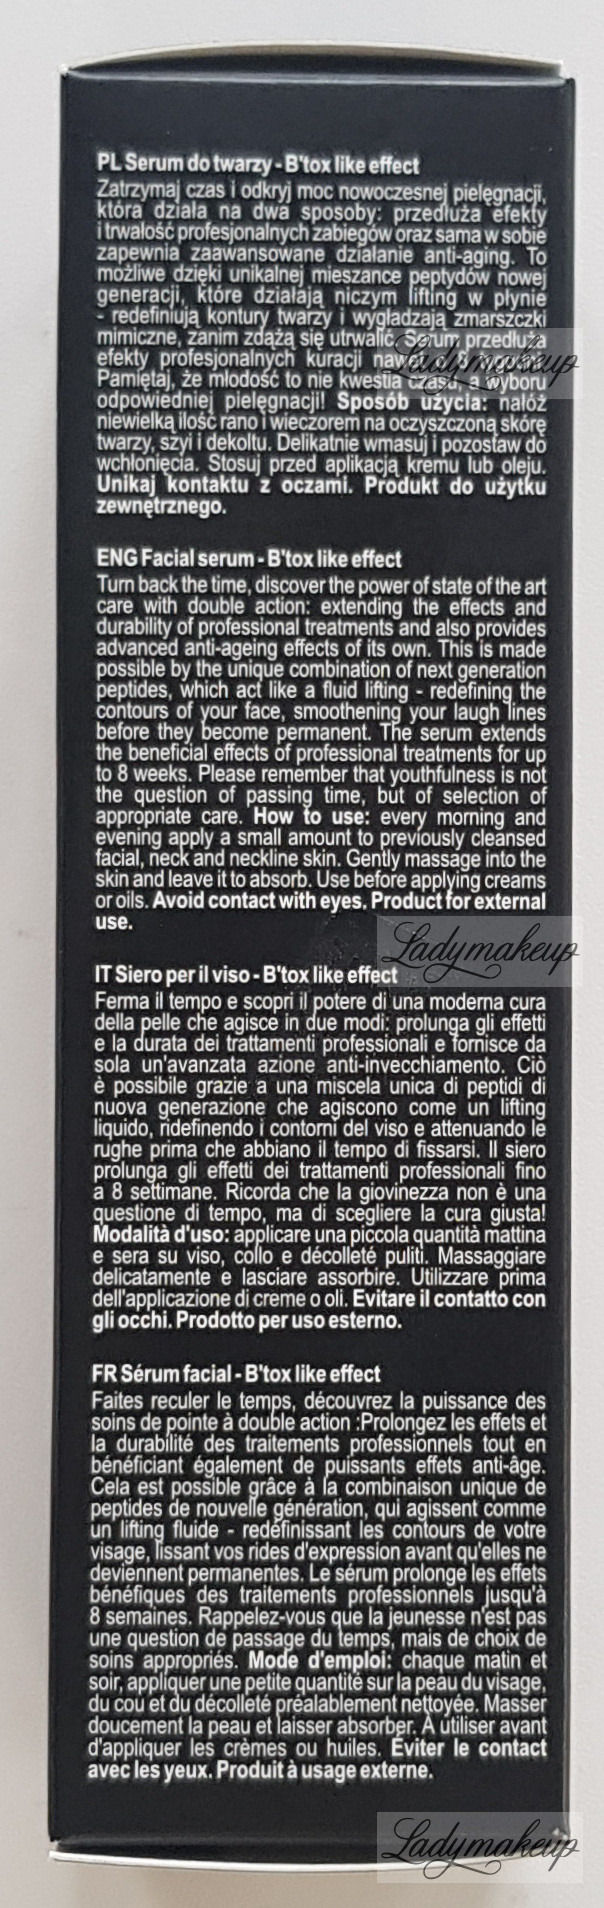 PL Serum do twarzy - B'tox like effect
Zatrzymaj czas i odkryj moc nowoczesnej pielęgnacji,
która działa na dwa sposoby: przedłuża efekty
i trwałość profesjonalnych zabiegów oraz sama w sobie
zapewnia zaawansowane działanie anti-aging. To
możliwe dzięki unikalnej mieszance peptydów nowej
generacji, które działają niczym lifting w płynie
- redefiniują kontury twarzy i wygładzają zmarszczki
mimiczne, zanim zdążą się utrwalić. Serum przedłuża
efekty profesjonalnych kuracji
Pamiętaj, że młodość to nie kwestia czasu, a wyboru
odpowiedniej pielęgnacji! Sposób użycia: nałóż
niewielką ilość rano i wieczorem na oczyszczoną skórę
twarzy, szyi i dekoltu. Delikatnie wmasuj i pozostaw do
wchłonięcia. Stosuj przed aplikacją kremu lub oleju.
Unikaj kontaktu z oczami. Produkt do użytku
zewnętrznego.
ENG Facial serum - B'tox like effect
Turn back the time, discover the power of state of the art
care with double action: extending the effects and
durability of professional treatments and also provides
advanced anti-ageing effects of its own. This is made
possible by the unique combination of next generation
peptides, which act like a fluid lifting - redefining the
contours of your face, smoothening your laugh lines
before they become permanent. The serum extends
the beneficial effects of professional treatments for up
to 8 weeks. Please remember that youthfulness is not
the question of passing time, but of selection of
appropriate care. How to use: every morning and
evening apply a small amount to previously cleansed
facial, neck and neckline skin. Gently massage into the
skin and leave it to absorb. Use before applying creams
or oils. Avoid contact with eyes. Product for external
use.
IT Siero per il viso - B'tox like effect
Ferma il tempo e scopri il potere di una moderna cura
della pelle che agisce in due modi: prolunga gli effetti
e la durata dei trattamenti professionali e fornisce da
sola un'avanzata azione anti-invecchiamento. Ciò
è possibile grazie a una miscela unica di peptidi di
nuova generazione che agiscono come un lifting
liquido, ridefinendo i contorni del viso e attenuando le
rughe prima che abbiano il tempo di fissarsi. Il siero
prolunga gli effetti dei trattamenti professionali fino
a 8 settimane. Ricorda che la giovinezza non è una
questione di tempo, ma di scegliere la cura giusta!
Modalità d'uso: applicare una piccola quantità mattina
e sera su viso, collo e décolleté puliti. Massaggiare
delicatamente e lasciare assorbire. Utilizzare prima
dell'applicazione di creme o oli. Evitare il contatto con
gli occhi. Prodotto per uso esterno.
FR Sérum facial - B'tox like effect
Faites reculer le temps, découvrez la puissance des
soins de pointe à double action :Prolongez les effets et
la durabilité des traitements professionnels tout en
bénéficiant également de puissants effets anti-âge.
Cela est possible grâce à la combinaison unique de
peptides de nouvelle génération, qui agissent comme
un lifting fluide - redéfinissant les contours de votre
visage, lissant vos rides d'expression avant qu'elles ne
deviennent permanentes. Le sérum prolonge les effets
bénéfiques des traitements professionnels jusqu'à
8 semaines. Rappelez-vous que la jeunesse n'est pas
une question de passage du temps, mais de choix de
soins appropriés. Mode d'emploi: chaque matin et
soir, appliquer une petite quantité sur la peau du visage,
du cou et du décolleté préalablement nettoyée. Masser
doucement la peau et laisser absorber. À utiliser avant
d'appliquer les crèmes ou huiles. Éviter le contact
avec les yeux. Produit à usage externe.
Ladymakeup
Ladymakeup
Ladymakeup